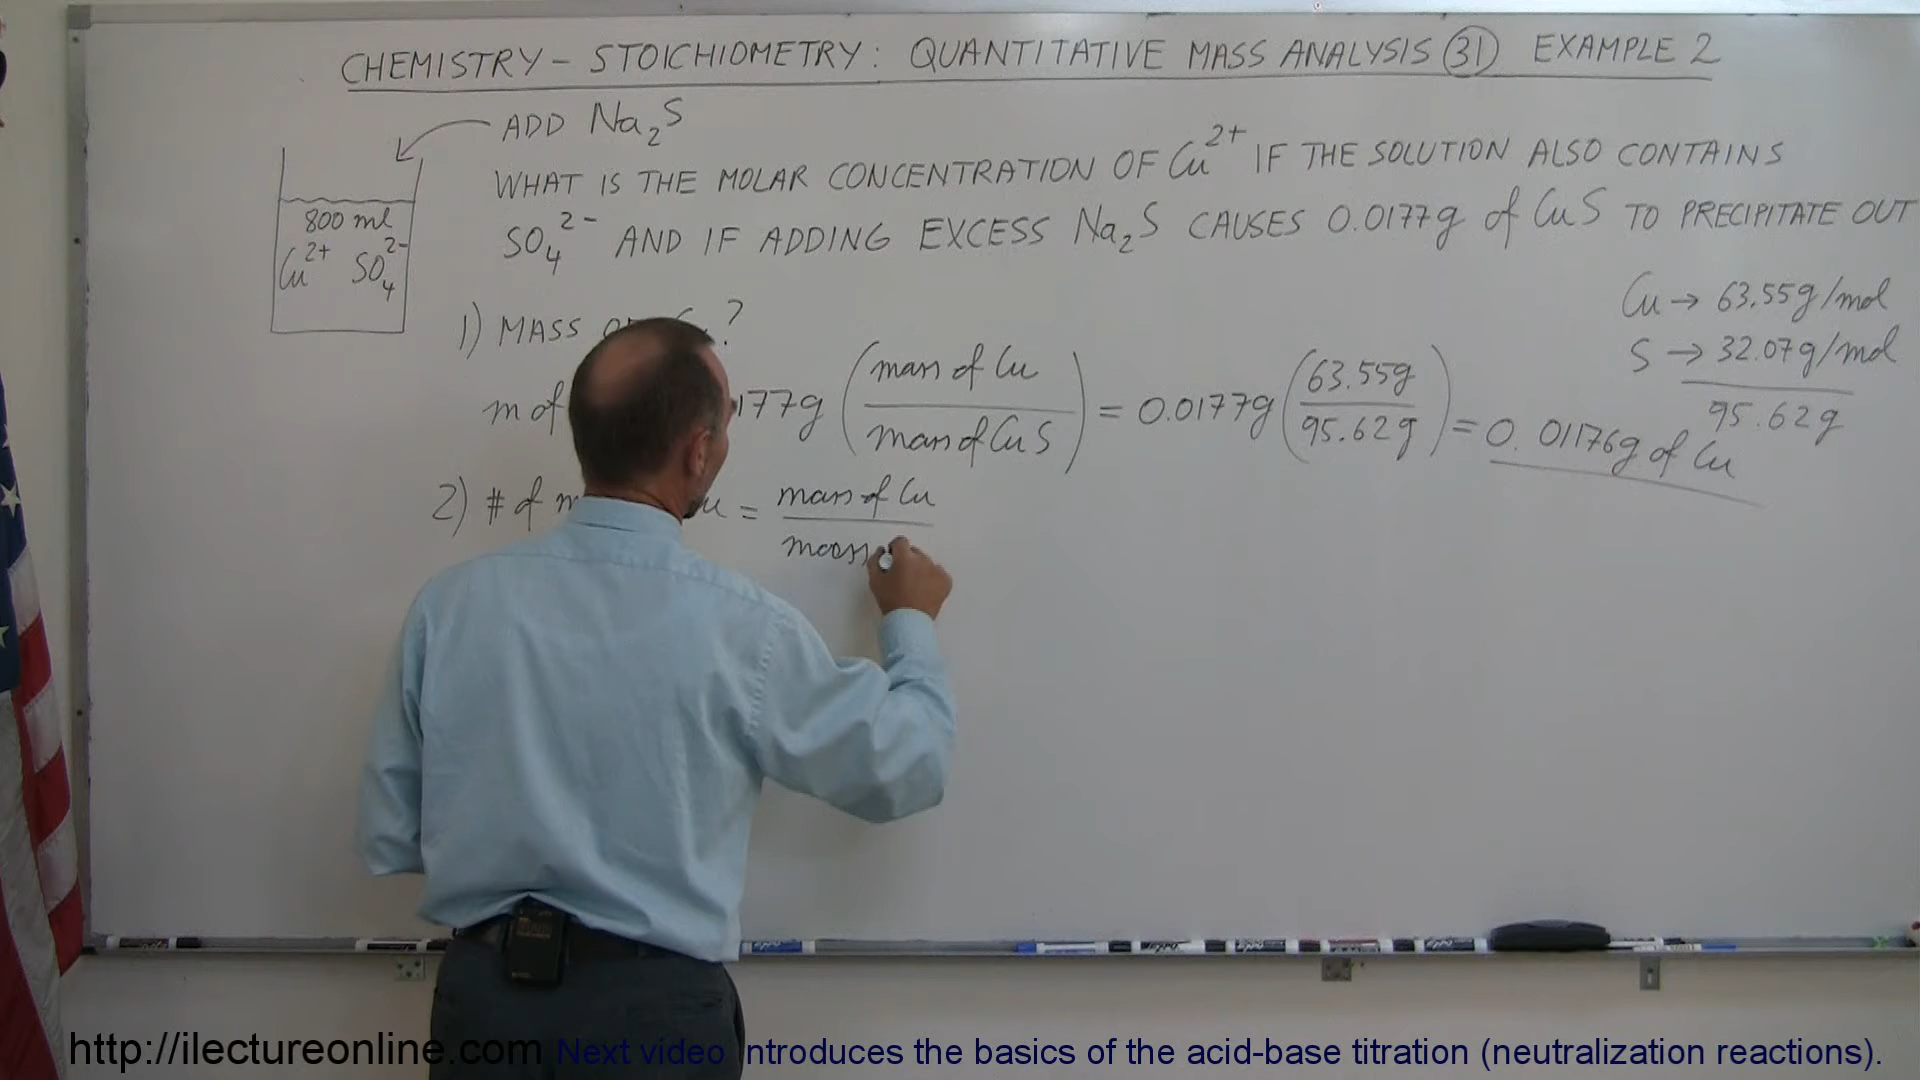 CHEMISTRY - STOICHIOMETRY: QUANTITATIVE MASS ANALYSIS (31) EXAMPLE 2
ADD Na₂S
WHAT IS THE MOLAR CONCENTRATION OF Cu²⁺ IF THE SOLUTION ALSO CONTAINS
SO₄²⁻ AND IF ADDING EXCESS Na₂S CAUSES 0.0177g of CuS TO PRECIPITATE OUT
800 ml
Cu²⁺ SO₄²⁻
Cu → 63.55g/mol
S → 32.07g/mol
95.62g
1) MASS ?
m of 177g (mass of Cu / mass of CuS) = 0.0177g (63.55g / 95.62g) = 0.01176g of Cu
2) # of = mass of Cu
mass
http://ilectureonline.com Next video introduces the basics of the acid-base titration (neutralization reactions).